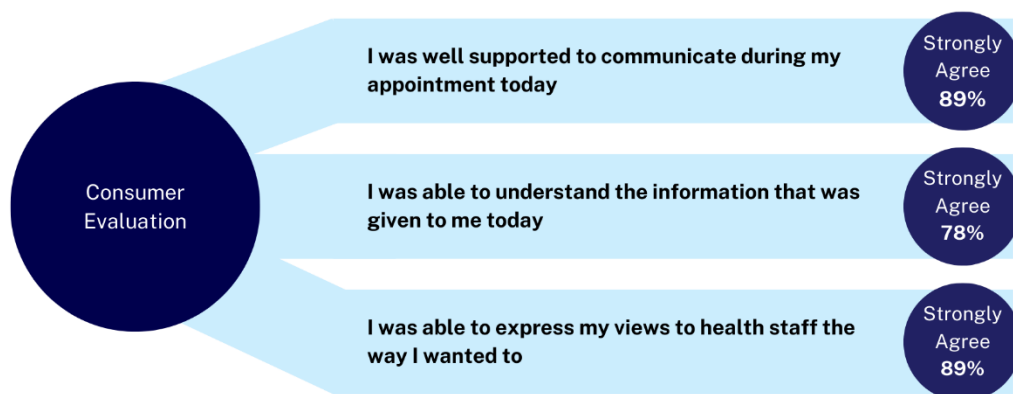 Consumer
Evaluation
I was well supported to communicate during my
appointment today
Strongly
Agree
89%
I was able to understand the information that was
given to me today
Strongly
Agree
78%
I was able to express my views to health staff the
way I wanted to
Strongly
Agree
89%